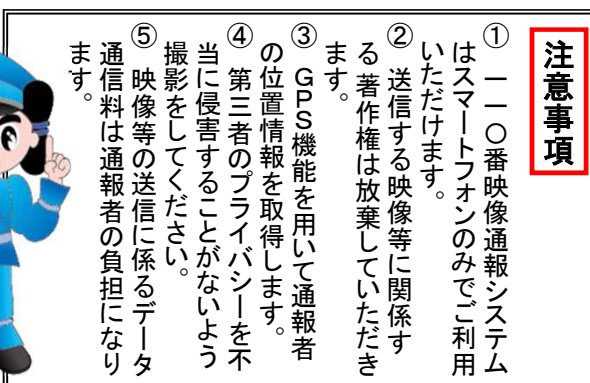 注意事項
① 一一〇番映像通報システム
はスマートフォンのみでご利用
いただけます。
② 送信する映像等に関係す
る 著作権は放棄していただき
ます。
③ GPS機能を用いて通報者
の位置情報を取得します。
④ 第三者のプライバシーを不
当に侵害することがないよう
撮影をしてください。
⑤ 映像等の送信に係るデータ
通信料は通報者の負担になり
ます。